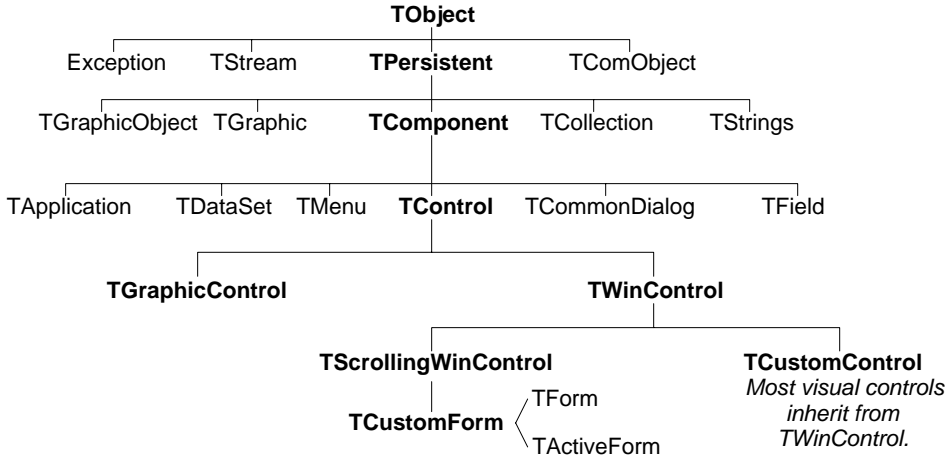 TObject
Exception TStream TPersistent TComObject
TGraphicObject TGraphic TComponent TCollection TStrings
TApplication TDataSet TMenu TControl TCommonDialog TField
TGraphicControl TWinControl
TScrollingWinControl TCustomControl
Most visual controls
inherit from
TWinControl.
TCustomForm
TForm
TActiveForm